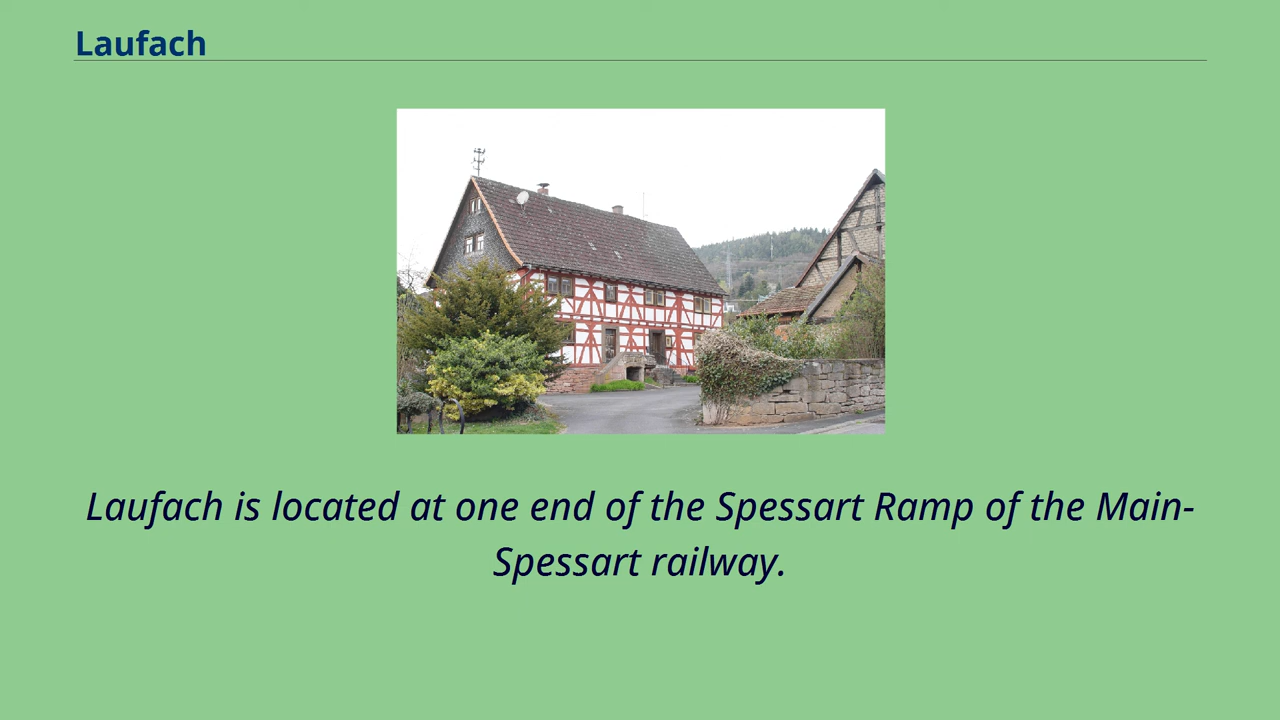 Laufach
Laufach is located at one end of the Spessart Ramp of the Main-
Spessart railway.